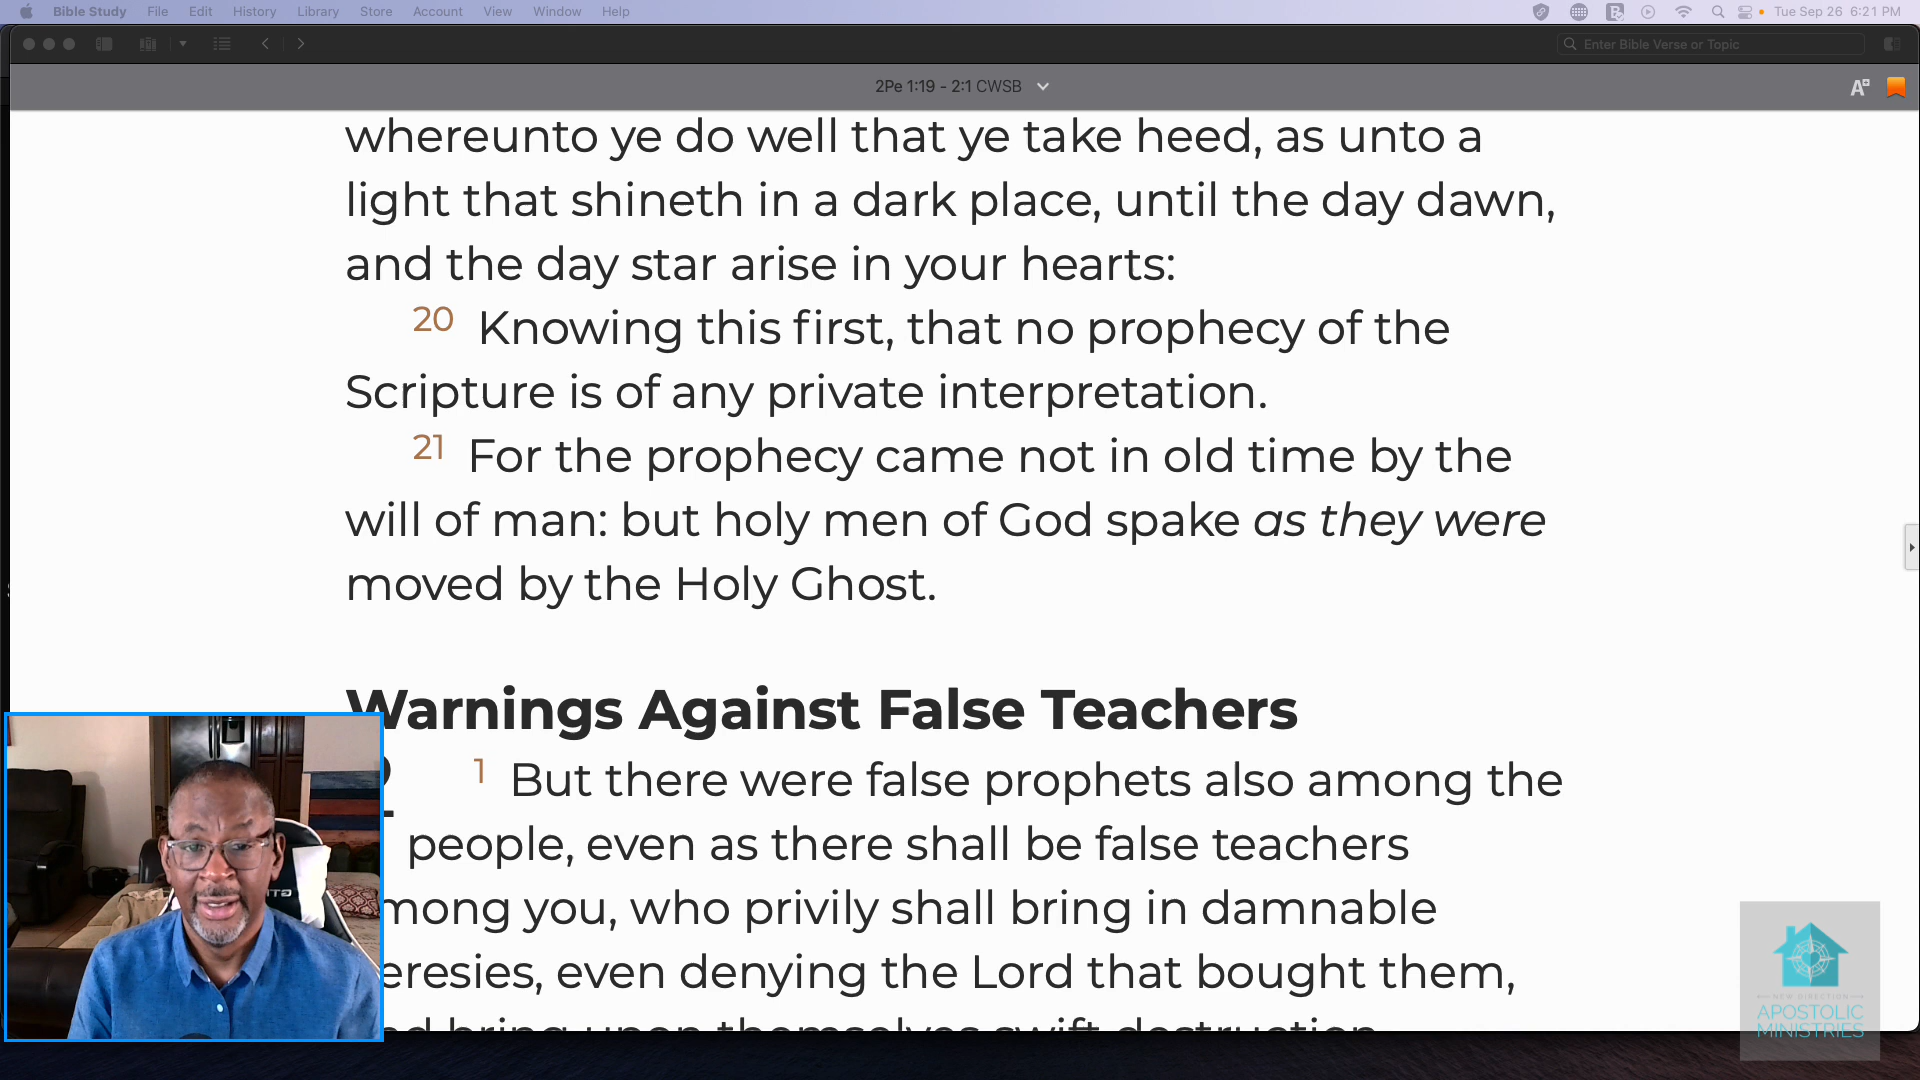 Bible Study File Edit History Library Store Account View Window Help Tue Sep 26 6:21 PM
Enter Bible Verse or Topic
2Pe 1:19 - 2:1 CWSB
whereunto ye do well that ye take heed, as unto a
light that shineth in a dark place, until the day dawn,
and the day star arise in your hearts:
20 Knowing this first, that no prophecy of the
Scripture is of any private interpretation.
21 For the prophecy came not in old time by the
will of man: but holy men of God spake as they were
moved by the Holy Ghost.
Warnings Against False Teachers
1 But there were false prophets also among the
people, even as there shall be false teachers
mong you, who privily shall bring in damnable
eresies, even denying the Lord that bought them,
bring upon themselves swift destruction
NEW DIRECTION
APOSTOLIC
MINISTRIES